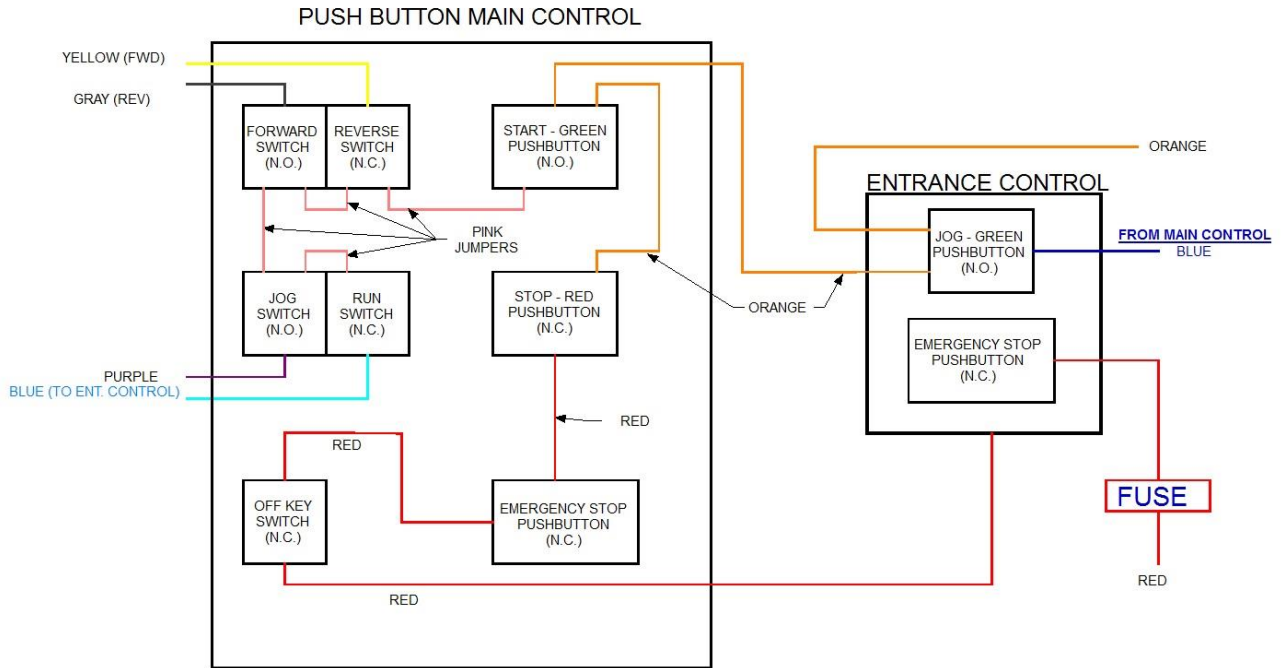 PUSH BUTTON MAIN CONTROL
YELLOW (FWD)
GRAY (REV)
FORWARD
SWITCH
(N.O.)
REVERSE
SWITCH
(N.C.)
START - GREEN
PUSHBUTTON
(N.O.)
PINK
JUMPERS
JOG
SWITCH
(N.O.)
RUN
SWITCH
(N.C.)
STOP - RED
PUSHBUTTON
(N.C.)
ORANGE
PURPLE
BLUE (TO ENT. CONTROL)
RED
RED
OFF KEY
SWITCH
(N.C.)
EMERGENCY STOP
PUSHBUTTON
(N.C.)
RED
ORANGE
ENTRANCE CONTROL
JOG - GREEN
PUSHBUTTON
(N.O.)
FROM MAIN CONTROL
BLUE
EMERGENCY STOP
PUSHBUTTON
(N.C.)
FUSE
RED